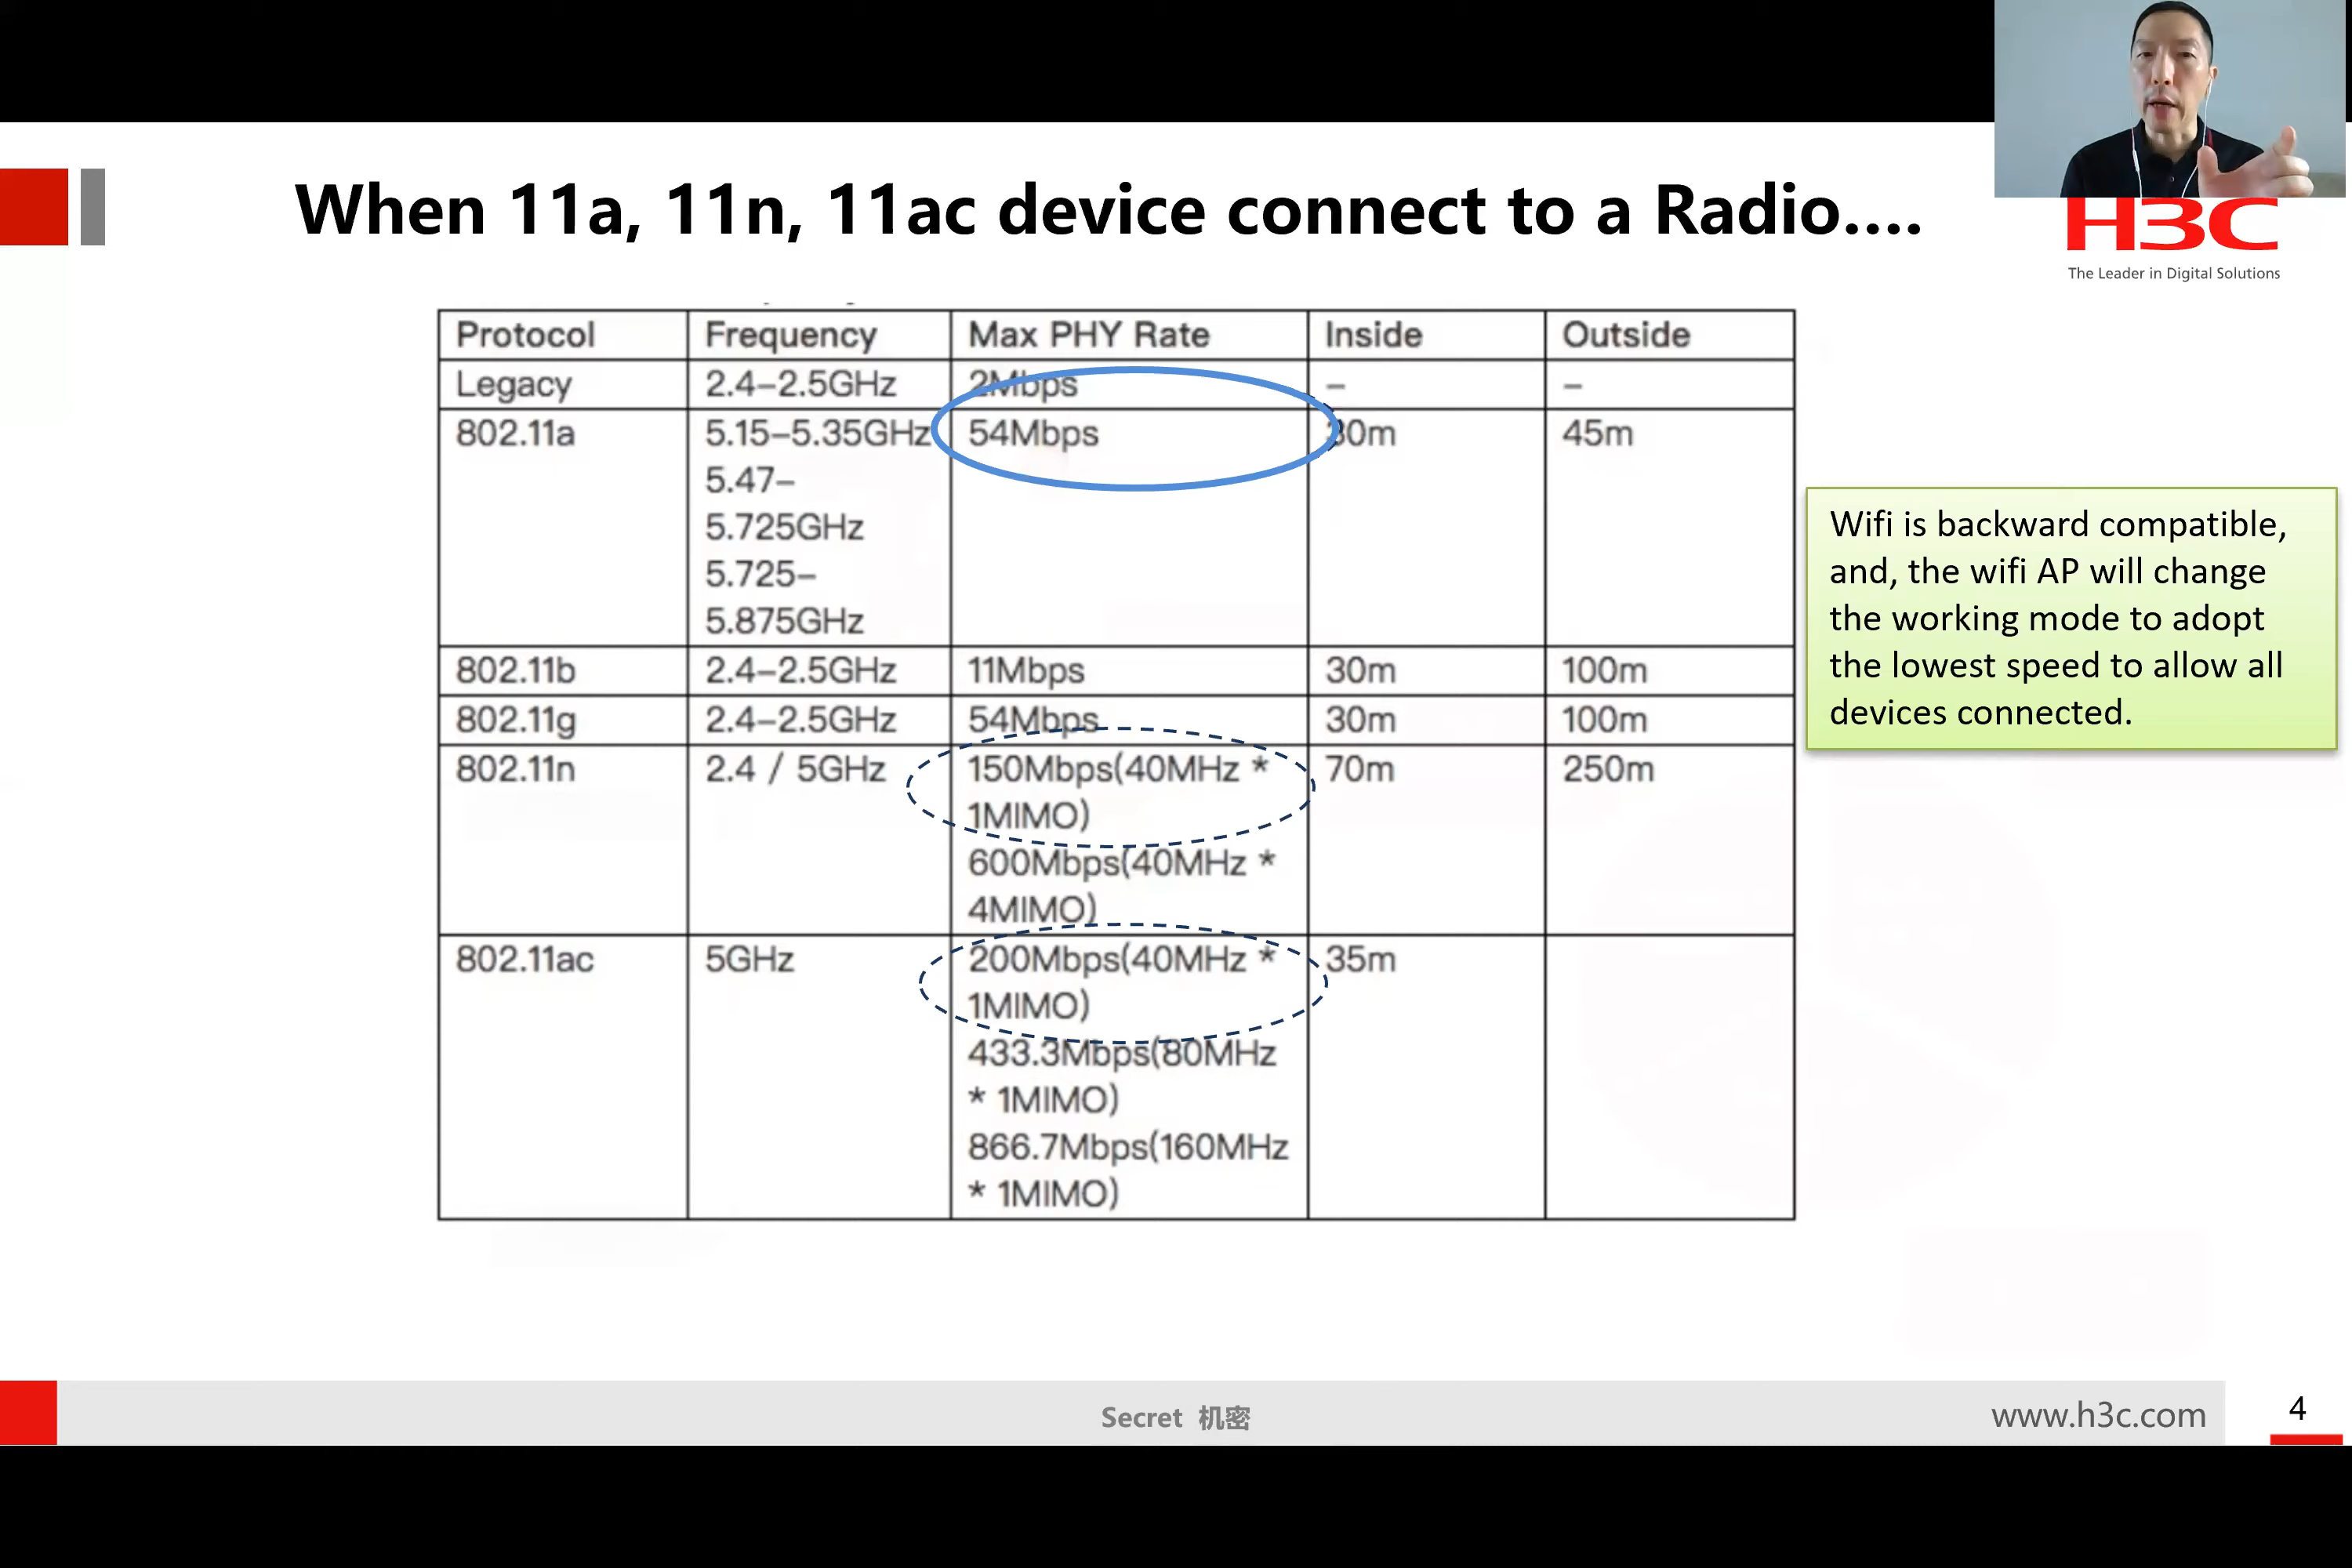 When 11a, 11n, 11ac device connect to a Radio....
H3C
The Leader in Digital Solutions
Protocol Frequency Max PHY Rate Inside Outside
Legacy 2.4–2.5GHz 2Mbps – –
802.11a 5.15–5.35GHz 54Mbps 30m 45m
5.47–
5.725GHz
5.725–
5.875GHz
802.11b 2.4–2.5GHz 11Mbps 30m 100m
802.11g 2.4–2.5GHz 54Mbps 30m 100m
802.11n 2.4 / 5GHz 150Mbps(40MHz * 70m 250m
1MIMO)
600Mbps(40MHz *
4MIMO)
802.11ac 5GHz 200Mbps(40MHz * 35m
1MIMO)
433.3Mbps(80MHz
* 1MIMO)
866.7Mbps(160MHz
* 1MIMO)
Wifi is backward compatible,
and, the wifi AP will change
the working mode to adopt
the lowest speed to allow all
devices connected.
Secret 机密
www.h3c.com
4